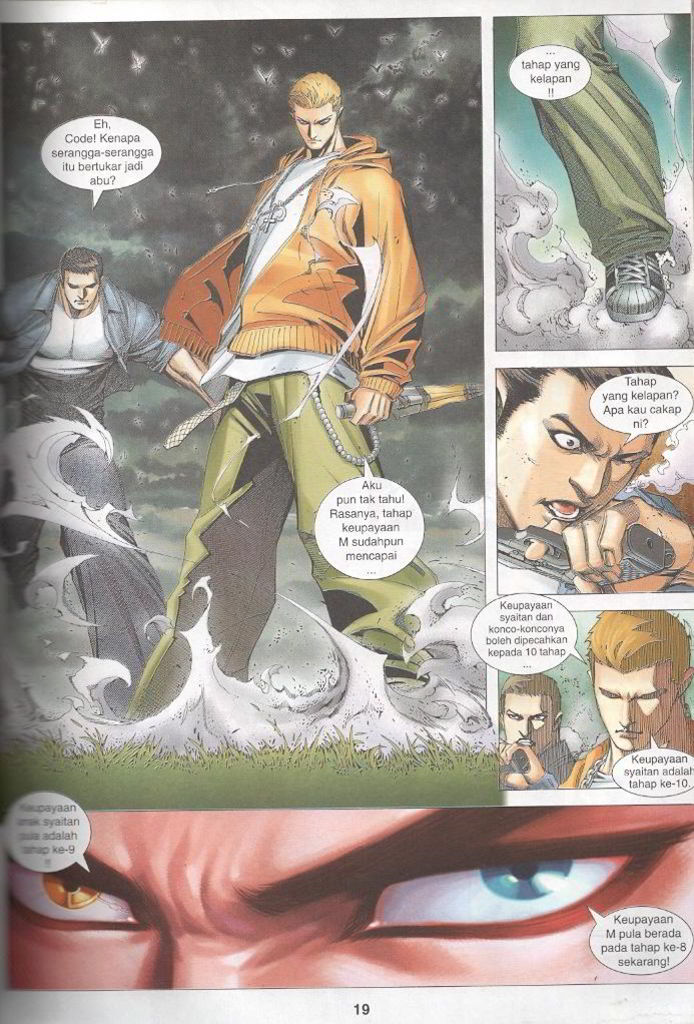 Eh,
Code! Kenapa
serangga-serangga
itu bertukar jadi
abu?
Aku
pun tak tahu!
Rasanya, tahap
keupayaan
M sudahpun
mencapai
...
...
tahap yang
kelapan
!!
Tahap
yang kelapan?
Apa kau cakap
ni?
Keupayaan
syaitan dan
konco-konconya
boleh dipecahkan
kepada 10 tahap
...
Keupayaan
syaitan adalah
tahap ke-10.
Keupayaan
anak syaitan
pula adalah
tahap ke-9
!!
Keupayaan
M pula berada
pada tahap ke-8
sekarang!
19